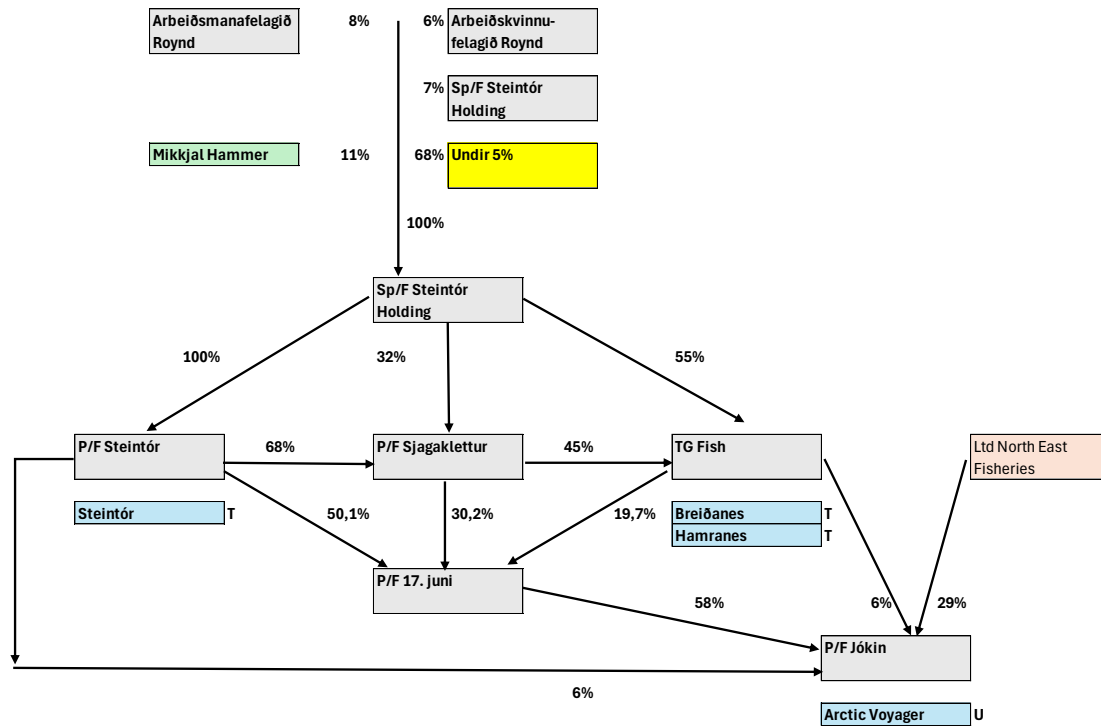 Arbeiðsmanafelagið
Roynd
8%
6%
Arbeiðskvinnu-
felagið Roynd
7%
Sp/F Steintór
Holding
Mikkjal Hammer
11%
68%
Undir 5%
100%
Sp/F Steintór
Holding
100%
32%
55%
P/F Steintór
68%
P/F Sjagaklettur
45%
TG Fish
Ltd North East
Fisheries
Steintór
T
50,1%
30,2%
19,7%
Breiðanes
T
Hamranes
T
P/F 17. juni
58%
6%
29%
P/F Jókin
6%
Arctic Voyager
U